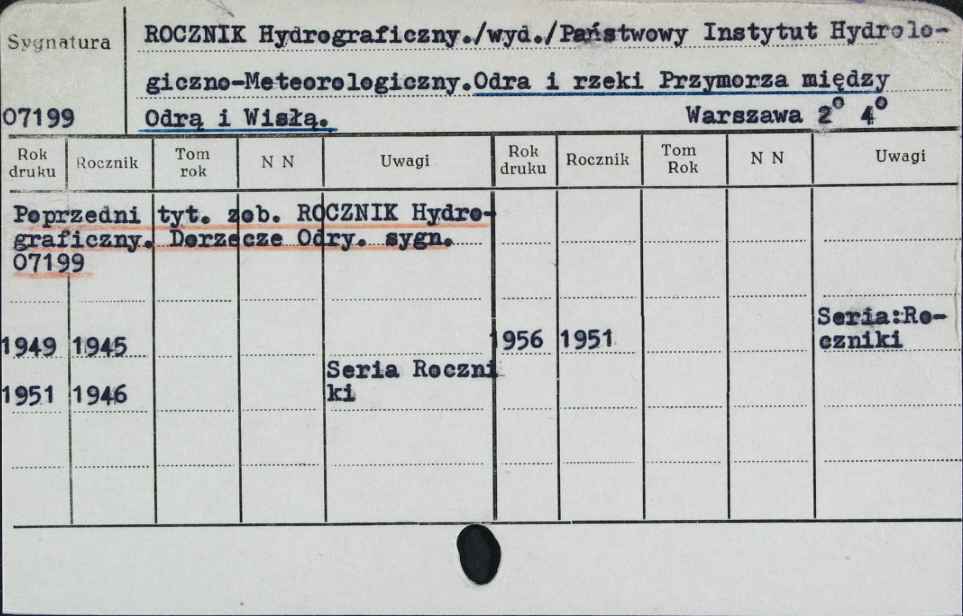 Sygnatura
ROCZNIK Hydrograficzny./wyd./Państwowy Instytut Hydrolo-
giczno-Meteorologiczny.Odra i rzeki Przymorza między
07199
Odrą i Wisłą. Warszawa 2° 4°
Rok druku Rocznik Tom rok N N Uwagi Rok druku Rocznik Tom Rok N N Uwagi
Poprzedni tyt. zob. ROCZNIK Hydro-
graficzny. Dorzecze Odry. sygn.
07199
1949 1945
1951 1946 Seria Roczni
ki
1956 1951 Seria:Ro-
czniki